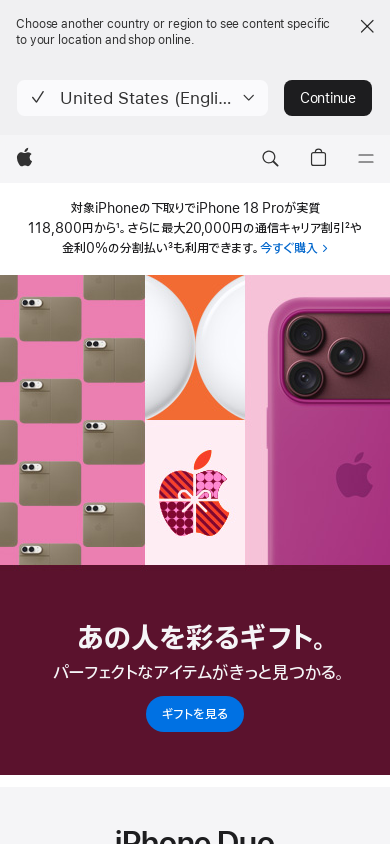 Choose another country or region to see content specific
to your location and shop online.
United States (Engli...
Continue
対象iPhoneの下取りでiPhone 18 Proが実質
118,800円から¹。さらに最大20,000円の通信キャリア割引²や
金利0%の分割払い³も利用できます。今すぐ購入 >
あの人を彩るギフト。
パーフェクトなアイテムがきっと見つかる。
ギフトを見る
iPhone Duo